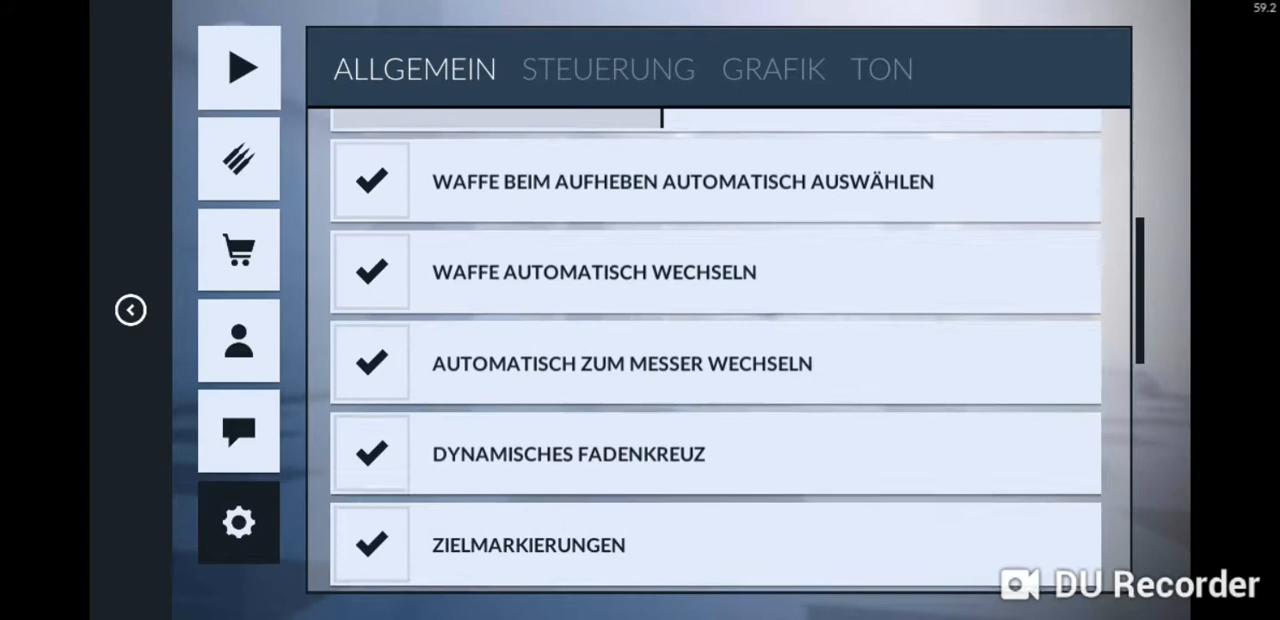 59.2
ALLGEMEIN STEUERUNG GRAFIK TON
WAFFE BEIM AUFHEBEN AUTOMATISCH AUSWÄHLEN
WAFFE AUTOMATISCH WECHSELN
AUTOMATISCH ZUM MESSER WECHSELN
DYNAMISCHES FADENKREUZ
ZIELMARKIERUNGEN
DU Recorder